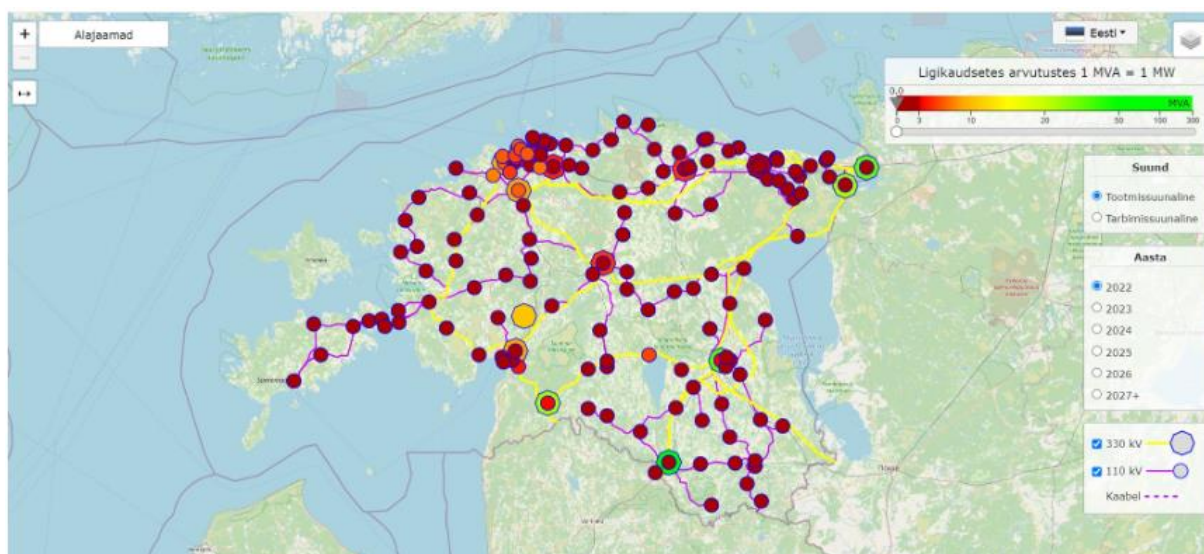 +
Alajaamad
Eesti
Ligikaudsetes arvutustes 1 MVA = 1 MW
0,0
MVA
0 3 10 20 50 100 300
Suund
Tootmissuunaline
Tarbimissuunaline
Aasta
2022
2023
2024
2025
2026
2027+
330 kV
110 kV
Kaabel